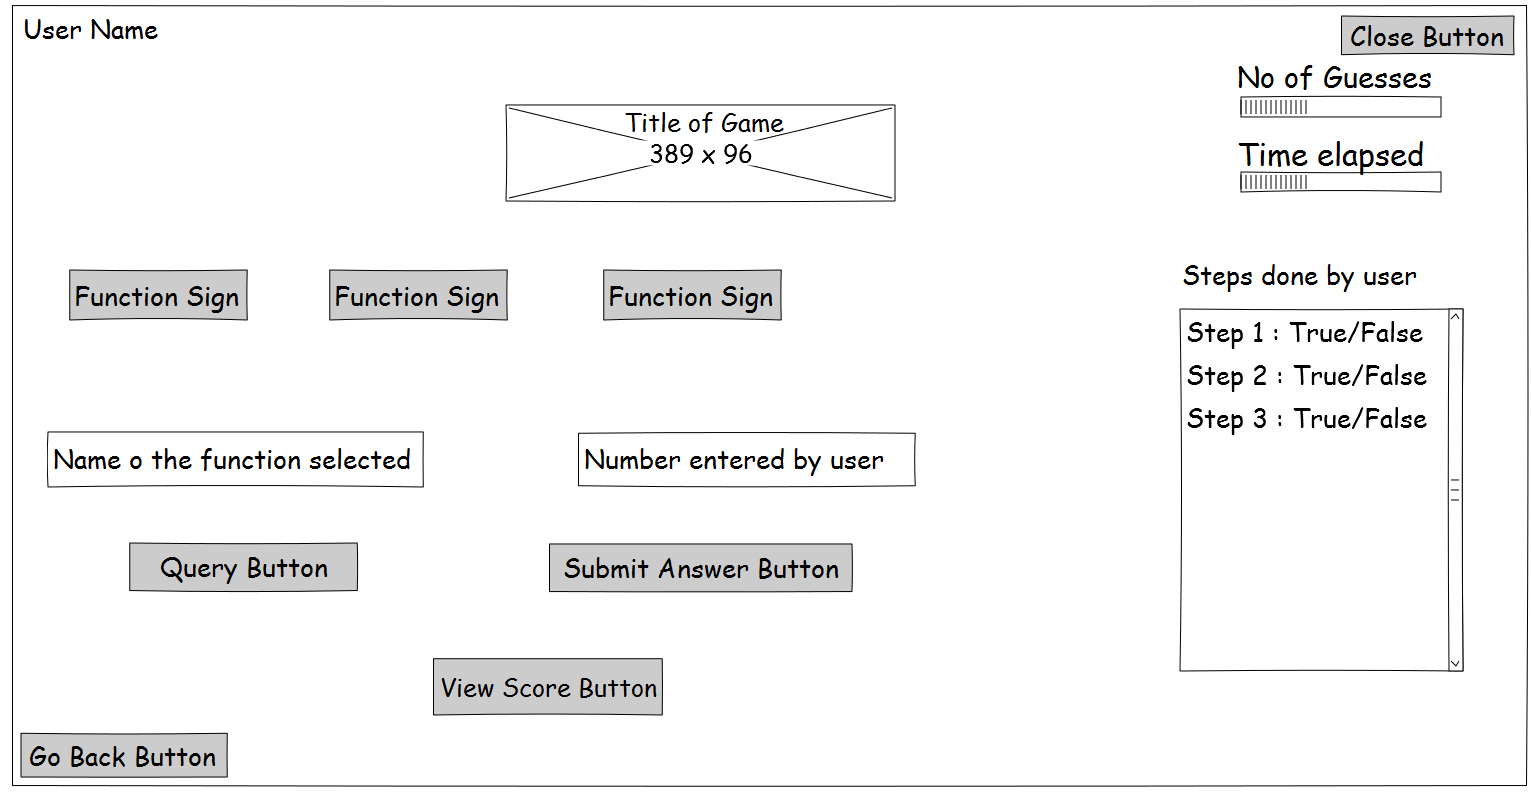 User Name
Close Button
No of Guesses
Title of Game
389 x 96
Time elapsed
Function Sign
Function Sign
Function Sign
Steps done by user
Step 1 : True/False
Step 2 : True/False
Step 3 : True/False
Name o the function selected
Number entered by user
Query Button
Submit Answer Button
View Score Button
Go Back Button